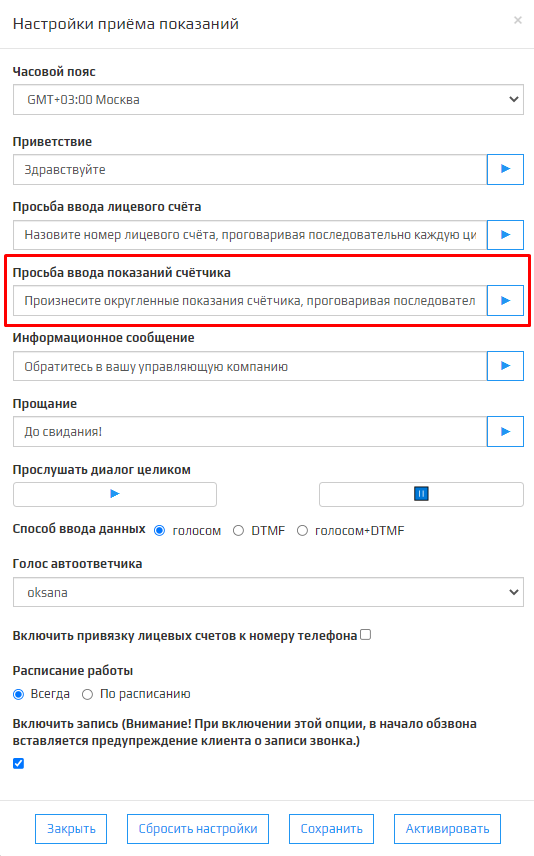 Настройки приёма показаний
×
Часовой пояс
GMT+03:00 Москва
Приветствие
Здравствуйте
Просьба ввода лицевого счёта
Назовите номер лицевого счёта, проговаривая последовательно каждую ци
Просьба ввода показаний счётчика
Произнесите округленные показания счётчика, проговаривая последовател
Информационное сообщение
Обратитесь в вашу управляющую компанию
Прощание
До свидания!
Прослушать диалог целиком
Способ ввода данных голосом DTMF голосом+DTMF
Голос автоответчика
oksana
Включить привязку лицевых счетов к номеру телефона
Расписание работы
Всегда По расписанию
Включить запись (Внимание! При включении этой опции, в начало обзвона
вставляется предупреждение клиента о записи звонка.)
Закрыть Сбросить настройки Сохранить Активировать